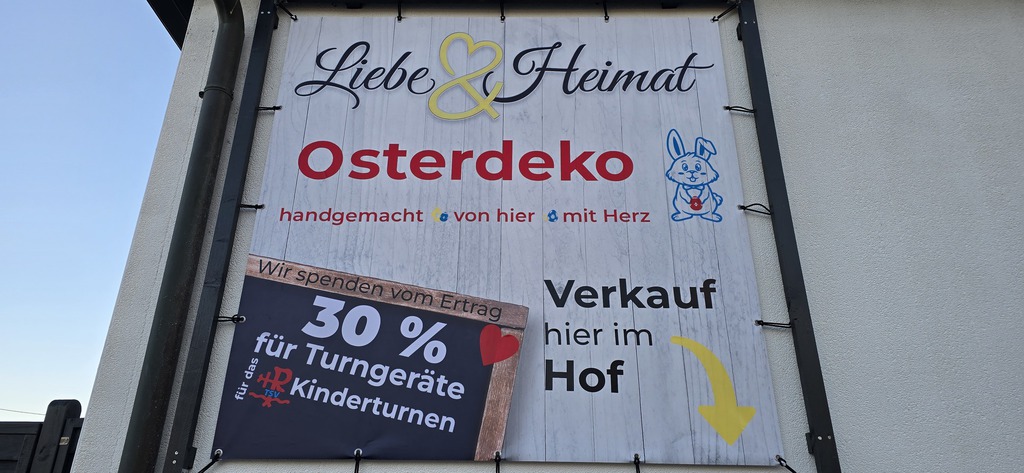 Liebe & Heimat
Osterdeko
handgemacht von hier mit Herz
Wir spenden vom Ertrag
30 %
für Turngeräte
für das
TSV
Kinderturnen
Verkauf
hier im
Hof